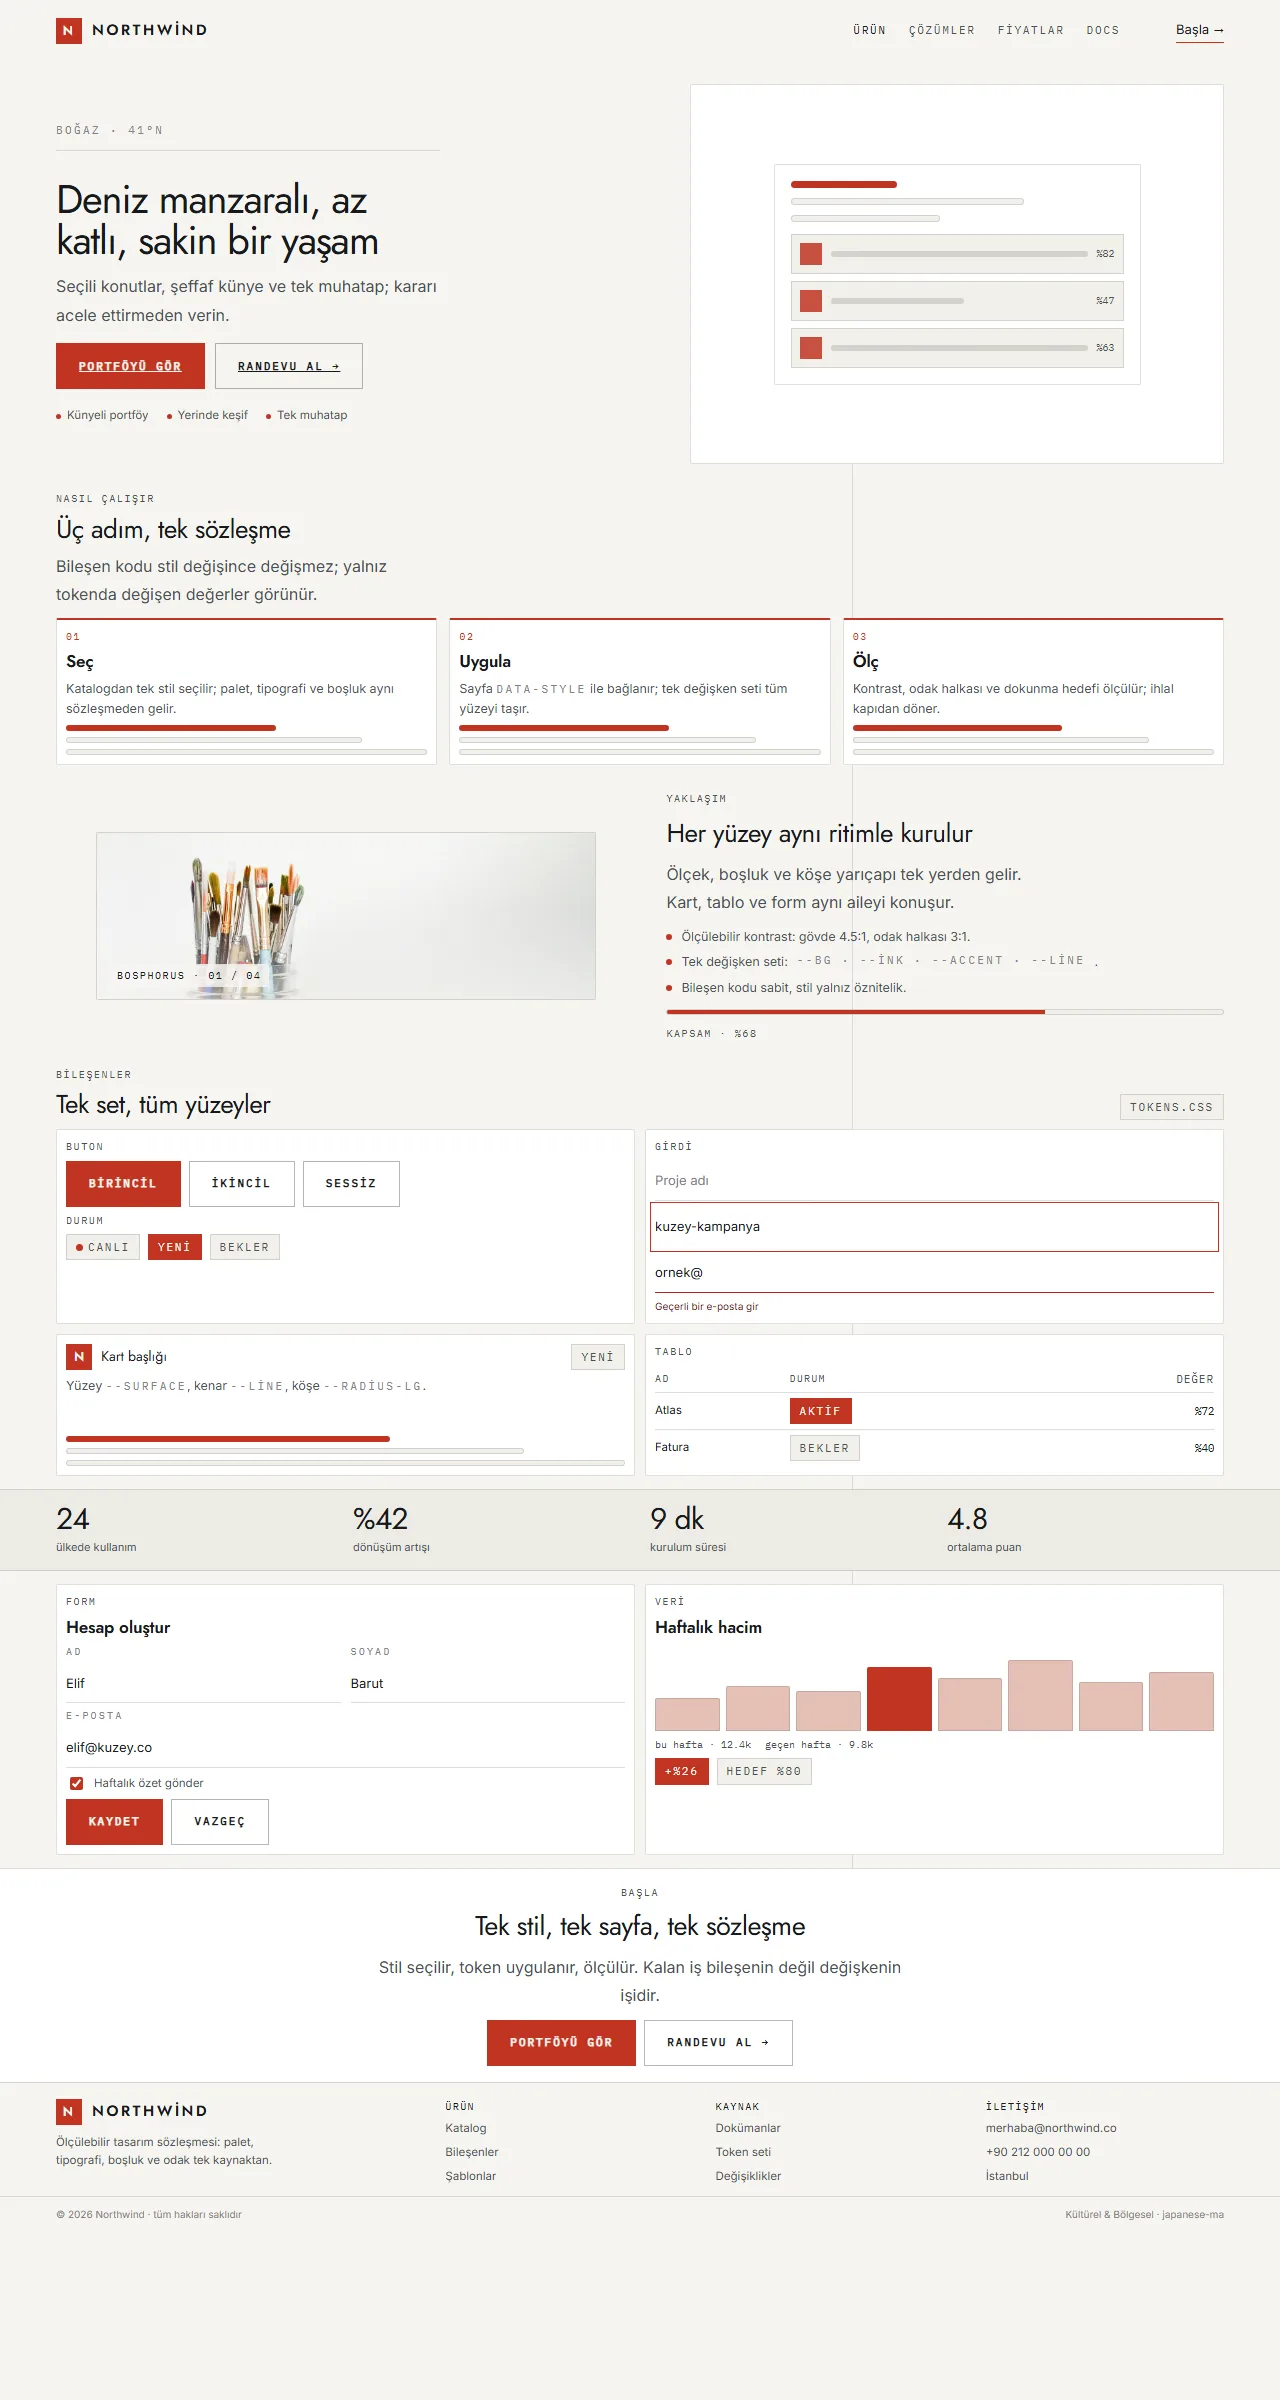 N NORTHWİND
ÜRÜN ÇÖZÜMLER FİYATLAR DOCS Başla →
BOĞAZ · 41°N
Deniz manzaralı, az
katlı, sakin bir yaşam
Seçili konutlar, şeffaf künye ve tek muhatap; kararı
acele ettirmeden verin.
PORTFÖYÜ GÖR RANDEVU AL →
Künyeli portföy Yerinde keşif Tek muhatap
%82
%47
%63
NASIL ÇALIŞIR
Üç adım, tek sözleşme
Bileşen kodu stil değişince değişmez; yalnız
tokenda değişen değerler görünür.
01
Seç
Katalogdan tek stil seçilir; palet, tipografi ve boşluk aynı
sözleşmeden gelir.
02
Uygula
Sayfa DATA-STYLE ile bağlanır; tek değişken seti tüm
yüzeyi taşır.
03
Ölç
Kontrast, odak halkası ve dokunma hedefi ölçülür; ihlal
kapıdan döner.
BOSPHORUS · 01 / 04
YAKLAŞIM
Her yüzey aynı ritimle kurulur
Ölçek, boşluk ve köşe yarıçapı tek yerden gelir.
Kart, tablo ve form aynı aileyi konuşur.
Ölçülebilir kontrast: gövde 4.5:1, odak halkası 3:1.
Tek değişken seti: --BG · --İNK · --ACCENT · --LİNE .
Bileşen kodu sabit, stil yalnız öznitelik.
KAPSAM · %68
BİLEŞENLER
Tek set, tüm yüzeyler
TOKENS.CSS
BUTON
BİRİNCİL İKİNCİL SESSİZ
DURUM
CANLI YENİ BEKLER
GİRDİ
Proje adı
kuzey-kampanya
ornek@
Geçerli bir e-posta gir
N Kart başlığı YENİ
Yüzey --SURFACE, kenar --LİNE, köşe --RADİUS-LG.
TABLO
AD DURUM DEĞER
Atlas AKTİF %72
Fatura BEKLER %40
24 %42 9 dk 4.8
ülkede kullanım dönüşüm artışı kurulum süresi ortalama puan
FORM
Hesap oluştur
AD SOYAD
Elif Barut
E-POSTA
elif@kuzey.co
Haftalık özet gönder
KAYDET VAZGEÇ
VERİ
Haftalık hacim
bu hafta · 12.4k geçen hafta · 9.8k
+%26 HEDEF %80
BAŞLA
Tek stil, tek sayfa, tek sözleşme
Stil seçilir, token uygulanır, ölçülür. Kalan iş bileşenin değil değişkenin
işidir.
PORTFÖYÜ GÖR RANDEVU AL →
N NORTHWİND
Ölçülebilir tasarım sözleşmesi: palet,
tipografi, boşluk ve odak tek kaynaktan.
ÜRÜN
Katalog
Bileşenler
Şablonlar
KAYNAK
Dokümanlar
Token seti
Değişiklikler
İLETİŞİM
merhaba@northwind.co
+90 212 000 00 00
İstanbul
© 2026 Northwind · tüm hakları saklıdır
Kültürel & Bölgesel · japanese-ma